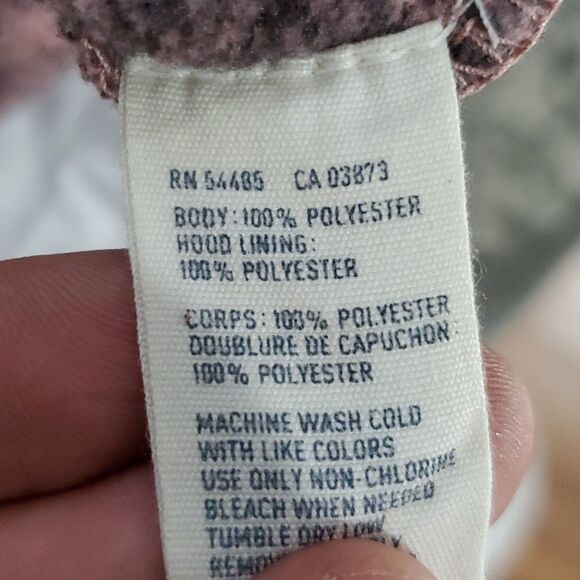 RN 54485 CA 03873
BODY: 100% POLYESTER
HOOD LINING:
100% POLYESTER
CORPS: 100% POLYESTER
DOUBLURE DE CAPUCHON:
100% POLYESTER
MACHINE WASH COLD
WITH LIKE COLORS
USE ONLY NON-CHLORINE
BLEACH WHEN NEEDED
TUMBLE DRY LOW